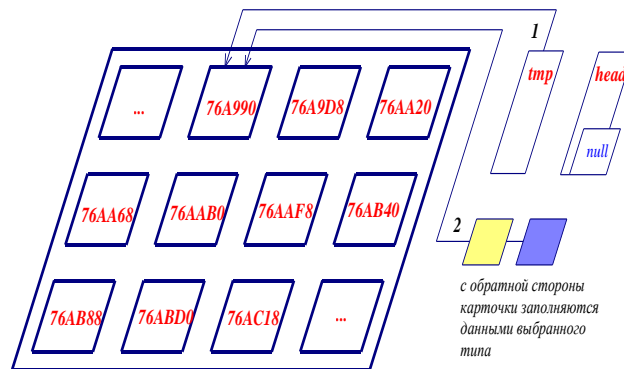 1
tmp
head
null
... 76A990 76A9D8 76AA20
76AA68 76AAB0 76AAF8 76AB40
76AB88 76ABD0 76AC18 ...
2
с обратной стороны
карточки заполняются
данными выбранного
типа